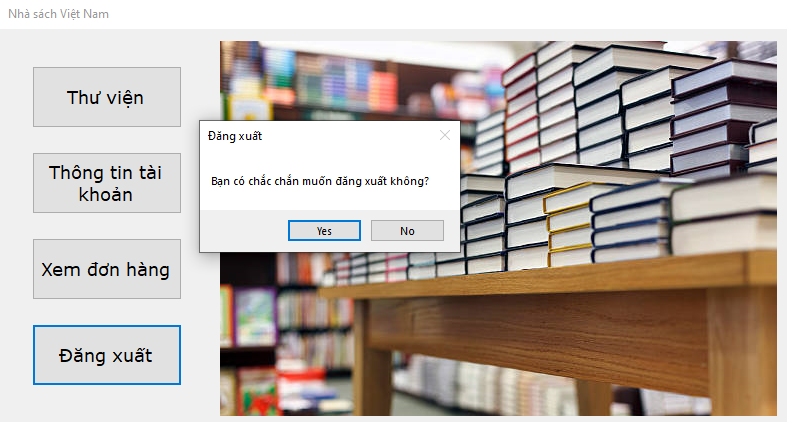 Nhà sách Việt Nam
Thư viện
Thông tin tài
khoản
Xem đơn hàng
Đăng xuất
Đăng xuất
Bạn có chắc chắn muốn đăng xuất không?
Yes
No